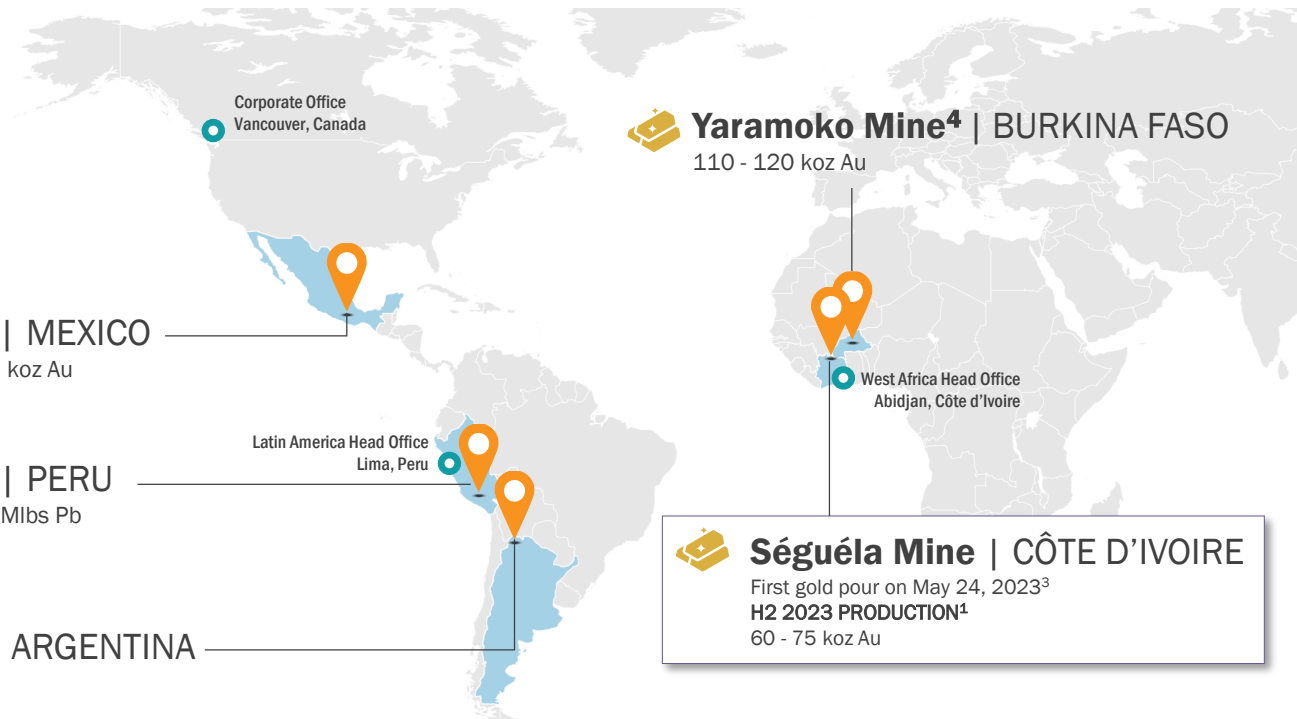 Corporate Office
Vancouver, Canada
Yaramoko Mine⁴ | BURKINA FASO
110 - 120 koz Au
| MEXICO
koz Au
West Africa Head Office
Abidjan, Côte d'Ivoire
Latin America Head Office
Lima, Peru
| PERU
Mlbs Pb
Séguéla Mine | CÔTE D'IVOIRE
First gold pour on May 24, 2023³
H2 2023 PRODUCTION¹
60 - 75 koz Au
ARGENTINA